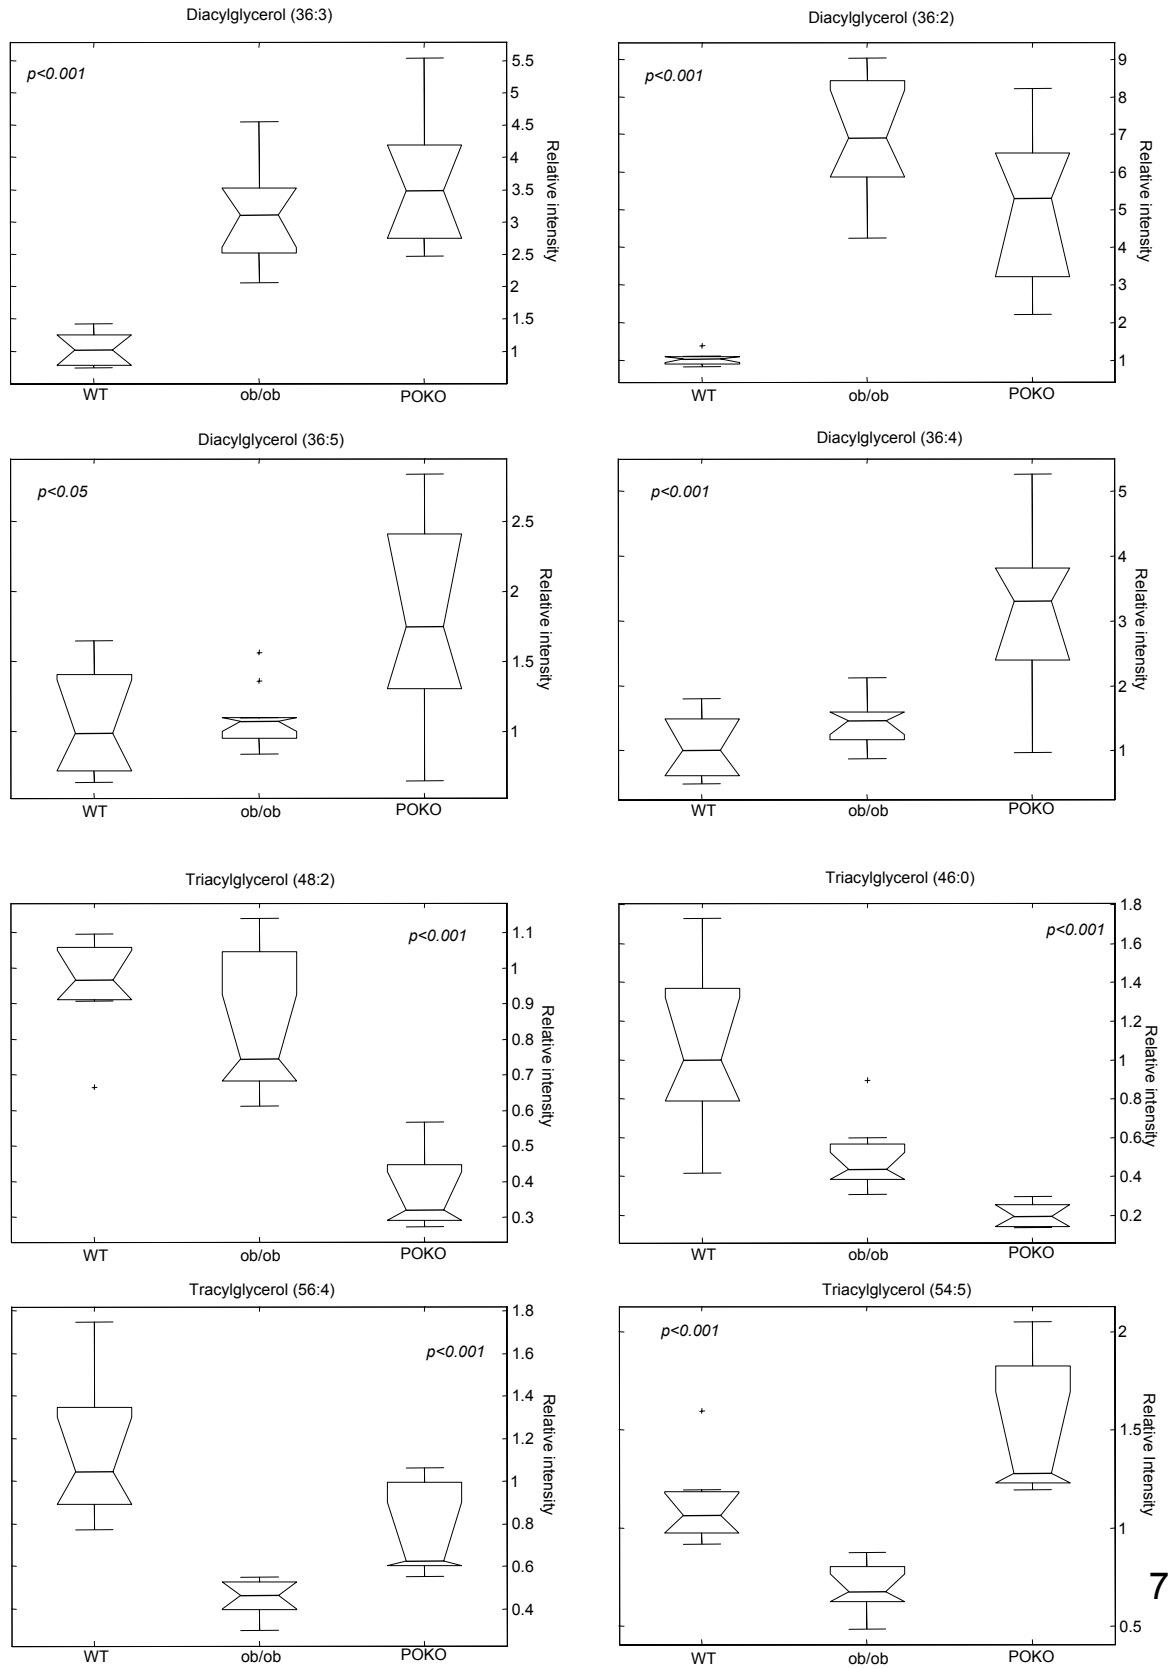 Diacylglycerol (36:3)
p<0.001
5.5
5
4.5
4
3.5
3
2.5
2
1.5
1
Relative intensity
WT ob/ob POKO
Diacylglycerol (36:2)
p<0.001
9
8
7
6
5
4
3
2
1
Relative intensity
WT ob/ob POKO
Diacylglycerol (36:5)
p<0.05
2.5
2
1.5
1
Relative intensity
WT ob/ob POKO
Diacylglycerol (36:4)
p<0.001
5
4
3
2
1
Relative intensity
WT ob/ob POKO
Triacylglycerol (48:2)
p<0.001
1.1
1
0.9
0.8
0.7
0.6
0.5
0.4
0.3
Relative intensity
WT ob/ob POKO
Triacylglycerol (46:0)
p<0.001
1.8
1.6
1.4
1.2
1
0.8
0.6
0.4
0.2
Relative intensity
WT ob/ob POKO
Tracylglycerol (56:4)
p<0.001
1.8
1.6
1.4
1.2
1
0.8
0.6
0.4
Relative intensity
WT ob/ob POKO
Triacylglycerol (54:5)
p<0.001
2
1.5
1
0.5
Relative Intensity
WT ob/ob POKO
7